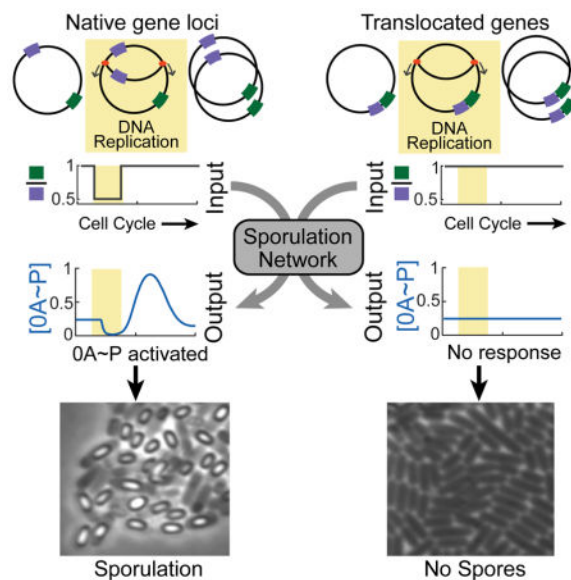 Native gene loci
Translocated genes
DNA
Replication
DNA
Replication
1
0.5
Cell Cycle
Input
1
0.5
Cell Cycle
Input
Sporulation
Network
[0A~P]
1
0.5
0
Output
0A~P activated
[0A~P]
1
0.5
0
Output
No response
Sporulation
No Spores